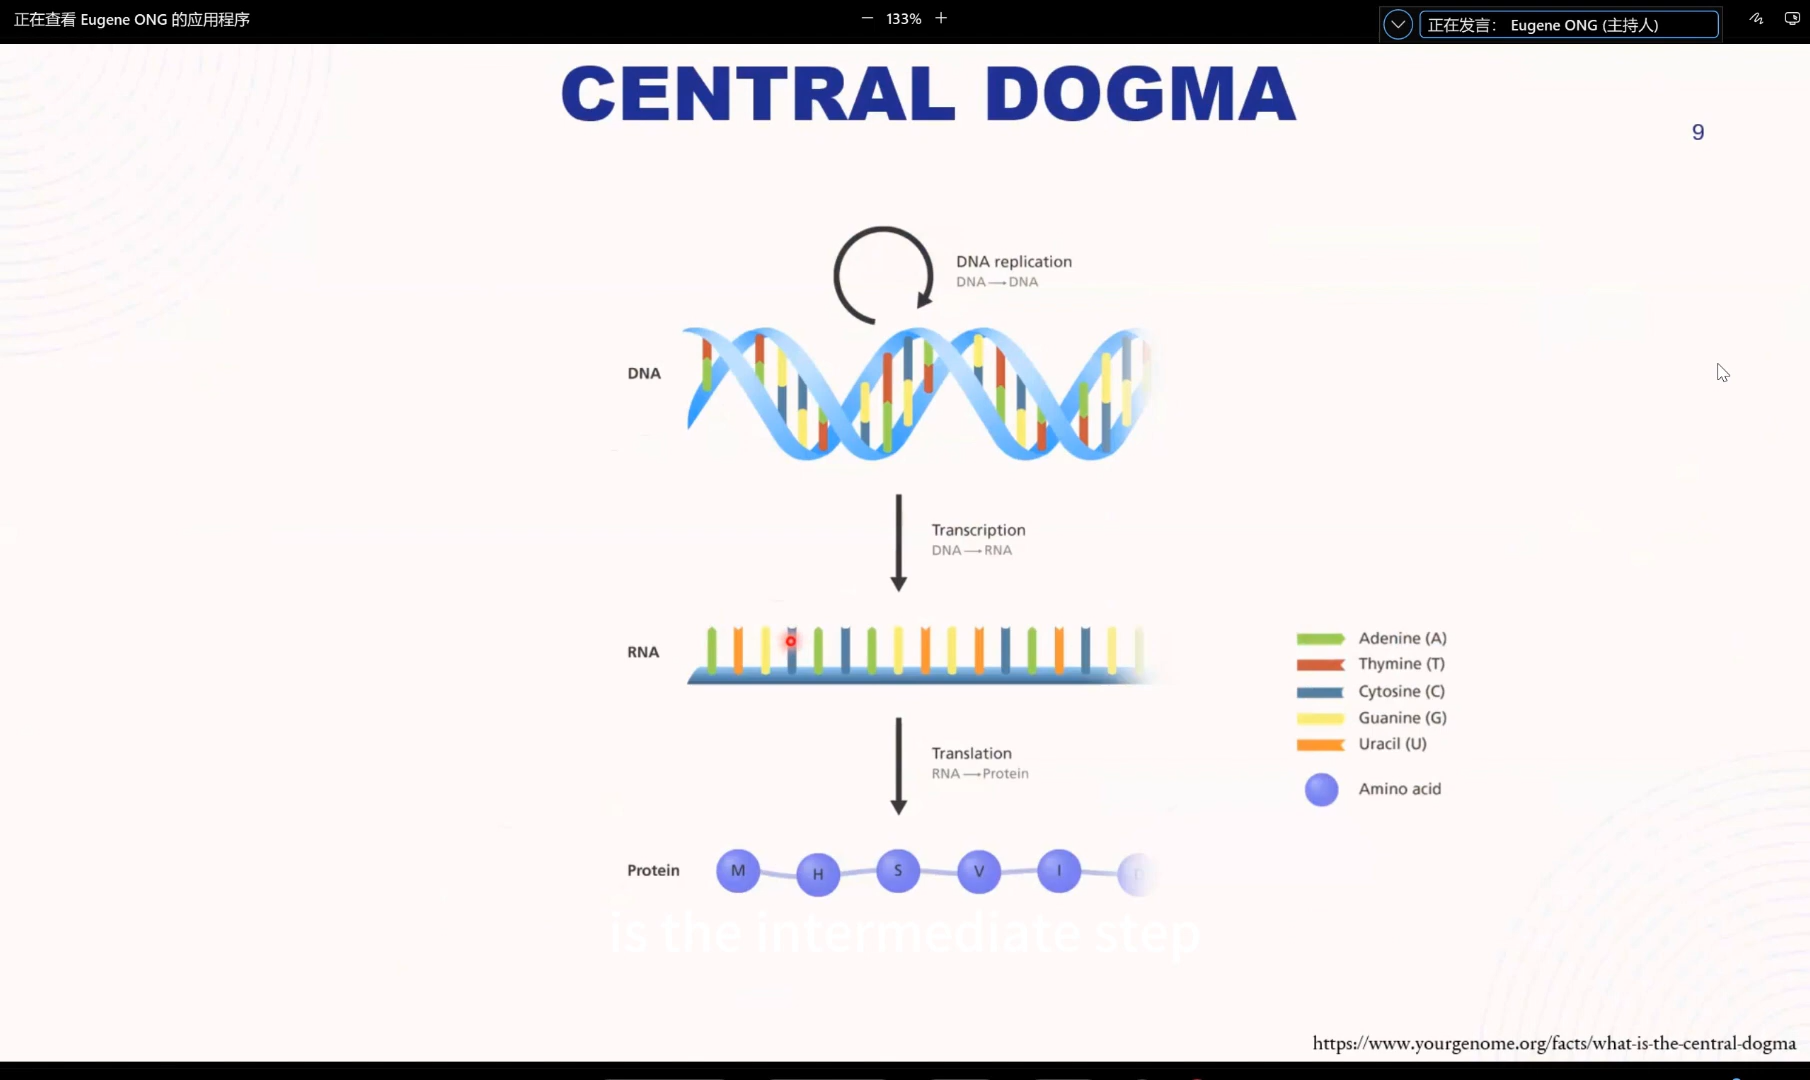 正在查看 Eugene ONG 的应用程序
133%
正在发言: Eugene ONG (主持人)
CENTRAL DOGMA
9
DNA replication
DNA → DNA
DNA
Transcription
DNA → RNA
RNA
Adenine (A)
Thymine (T)
Cytosine (C)
Guanine (G)
Uracil (U)
Amino acid
Translation
RNA → Protein
Protein
M H S V I D
is the intermediate step
https://www.yourgenome.org/facts/what-is-the-central-dogma